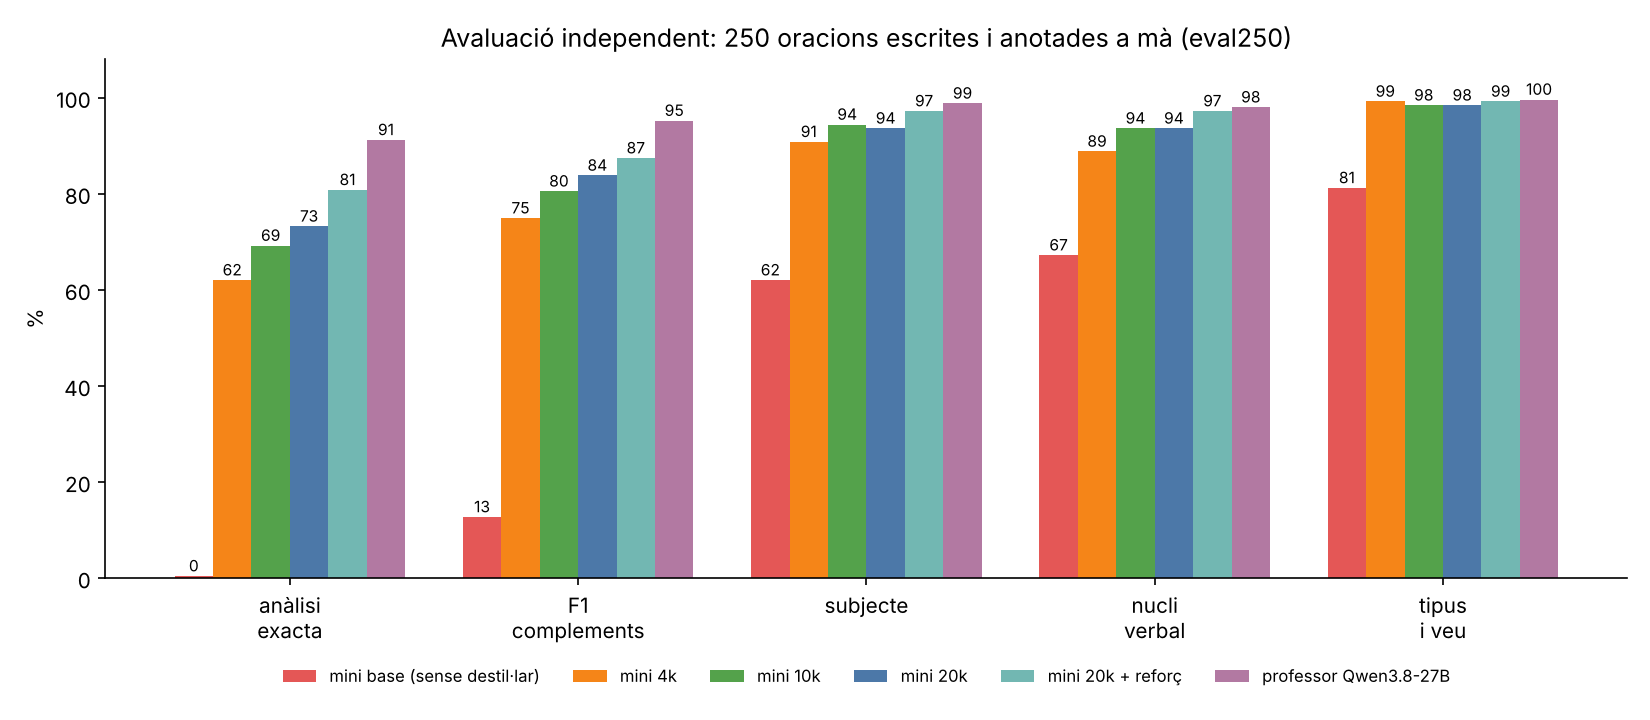 Avaluació independent: 250 oracions escrites i anotades a mà (eval250)
%
100
80
60
40
20
0
0
62
69
73
81
91
13
75
80
84
87
95
62
91
94
94
97
99
67
89
94
94
97
98
81
99
98
98
99
100
anàlisi
exacta
F1
complements
subjecte
nucli
verbal
tipus
i veu
mini base (sense destil·lar)
mini 4k
mini 10k
mini 20k
mini 20k + reforç
professor Qwen3.8-27B